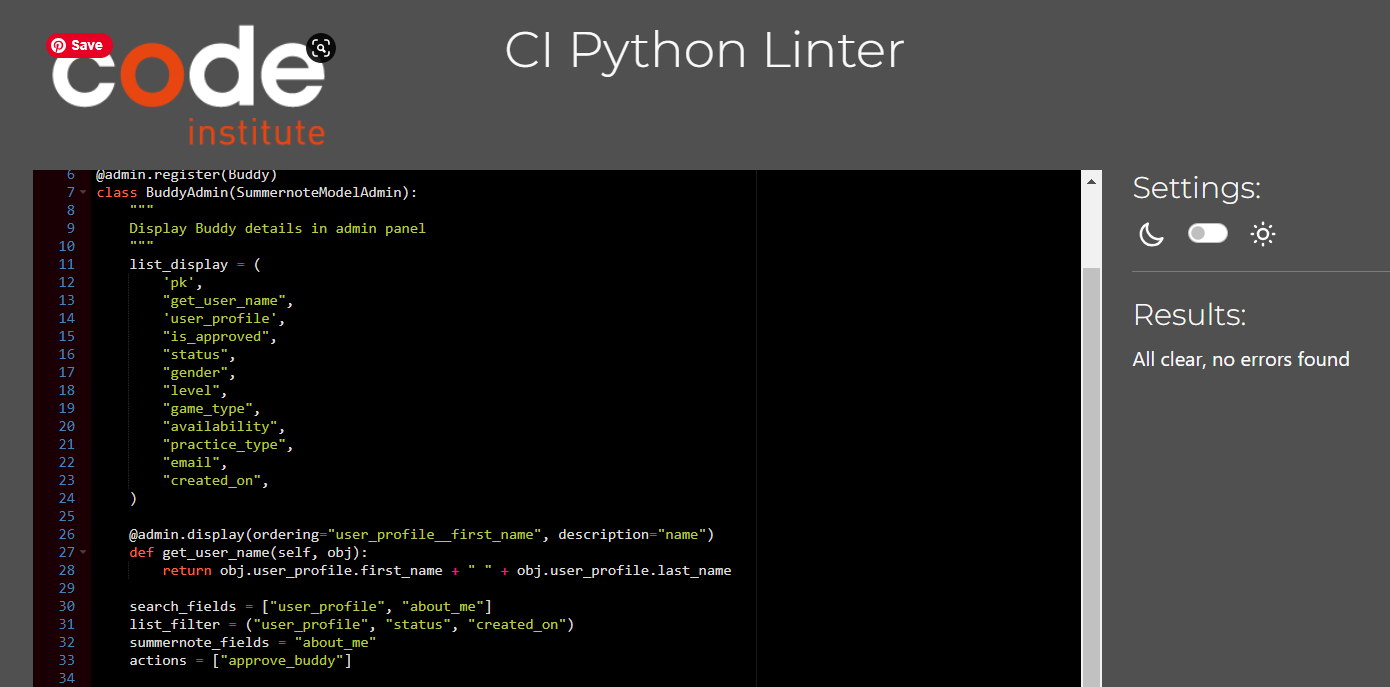 Save
code
institute
CI Python Linter
6 @admin.register(Buddy)
7 class BuddyAdmin(SummernoteModelAdmin):
8     """
9     Display Buddy details in admin panel
10     """
11     list_display = (
12         'pk',
13         "get_user_name",
14         'user_profile',
15         "is_approved",
16         "status",
17         "gender",
18         "level",
19         "game_type",
20         "availability",
21         "practice_type",
22         "email",
23         "created_on",
24     )
25
26     @admin.display(ordering="user_profile__first_name", description="name")
27     def get_user_name(self, obj):
28         return obj.user_profile.first_name + " " + obj.user_profile.last_name
29
30     search_fields = ["user_profile", "about_me"]
31     list_filter = ("user_profile", "status", "created_on")
32     summernote_fields = "about_me"
33     actions = ["approve_buddy"]
34
Settings:
Results:
All clear, no errors found